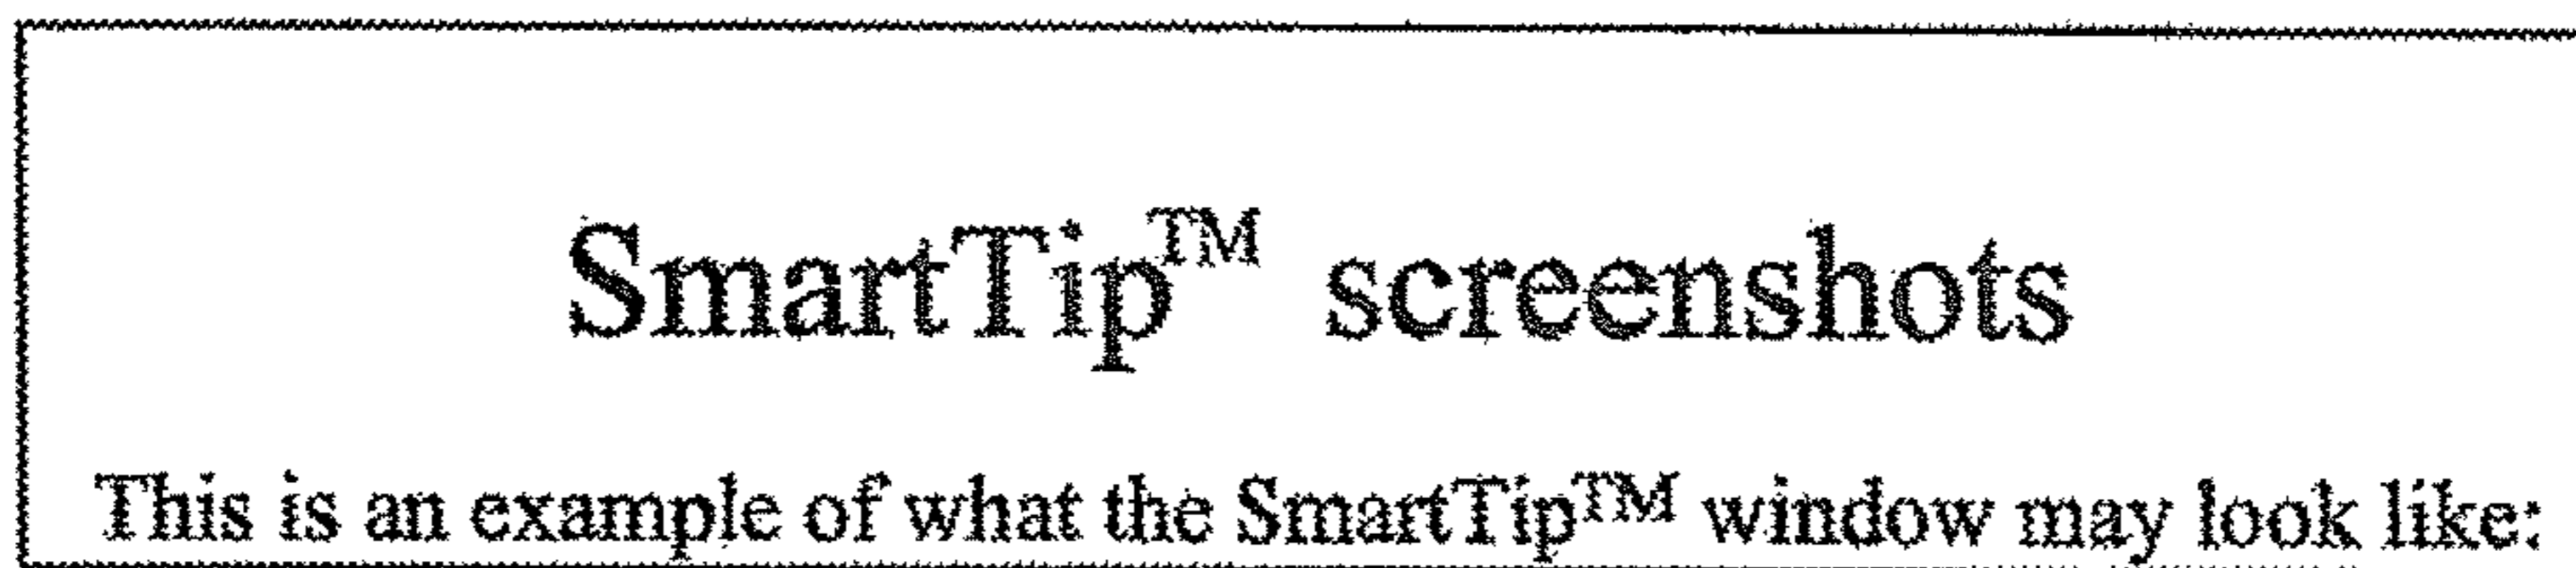 SmartTip™ screenshots
This is an example of what the SmartTip™ window may look like: